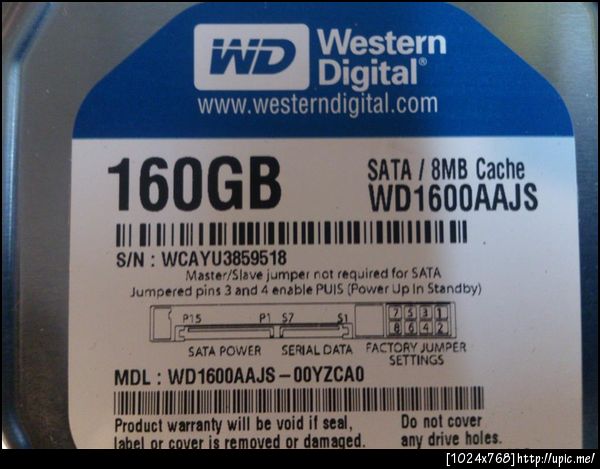 WD Western
Digital®
www.westerndigital.com
160GB SATA / 8MB Cache
WD1600AAJS
S/N : WCAYU3859518
Master/Slave jumper not required for SATA
Jumpered pins 3 and 4 enable PUIS (Power Up In Standby)
P15 P1 S7 S1 7 5 3 1
8 6 4 2
SATA POWER SERIAL DATA FACTORY JUMPER
SETTINGS
MDL : WD1600AAJS-00YZCA0
Product warranty will be void if seal, Do not cover
label or cover is removed or damaged. any drive holes.
[1024x768]http://upic.me/